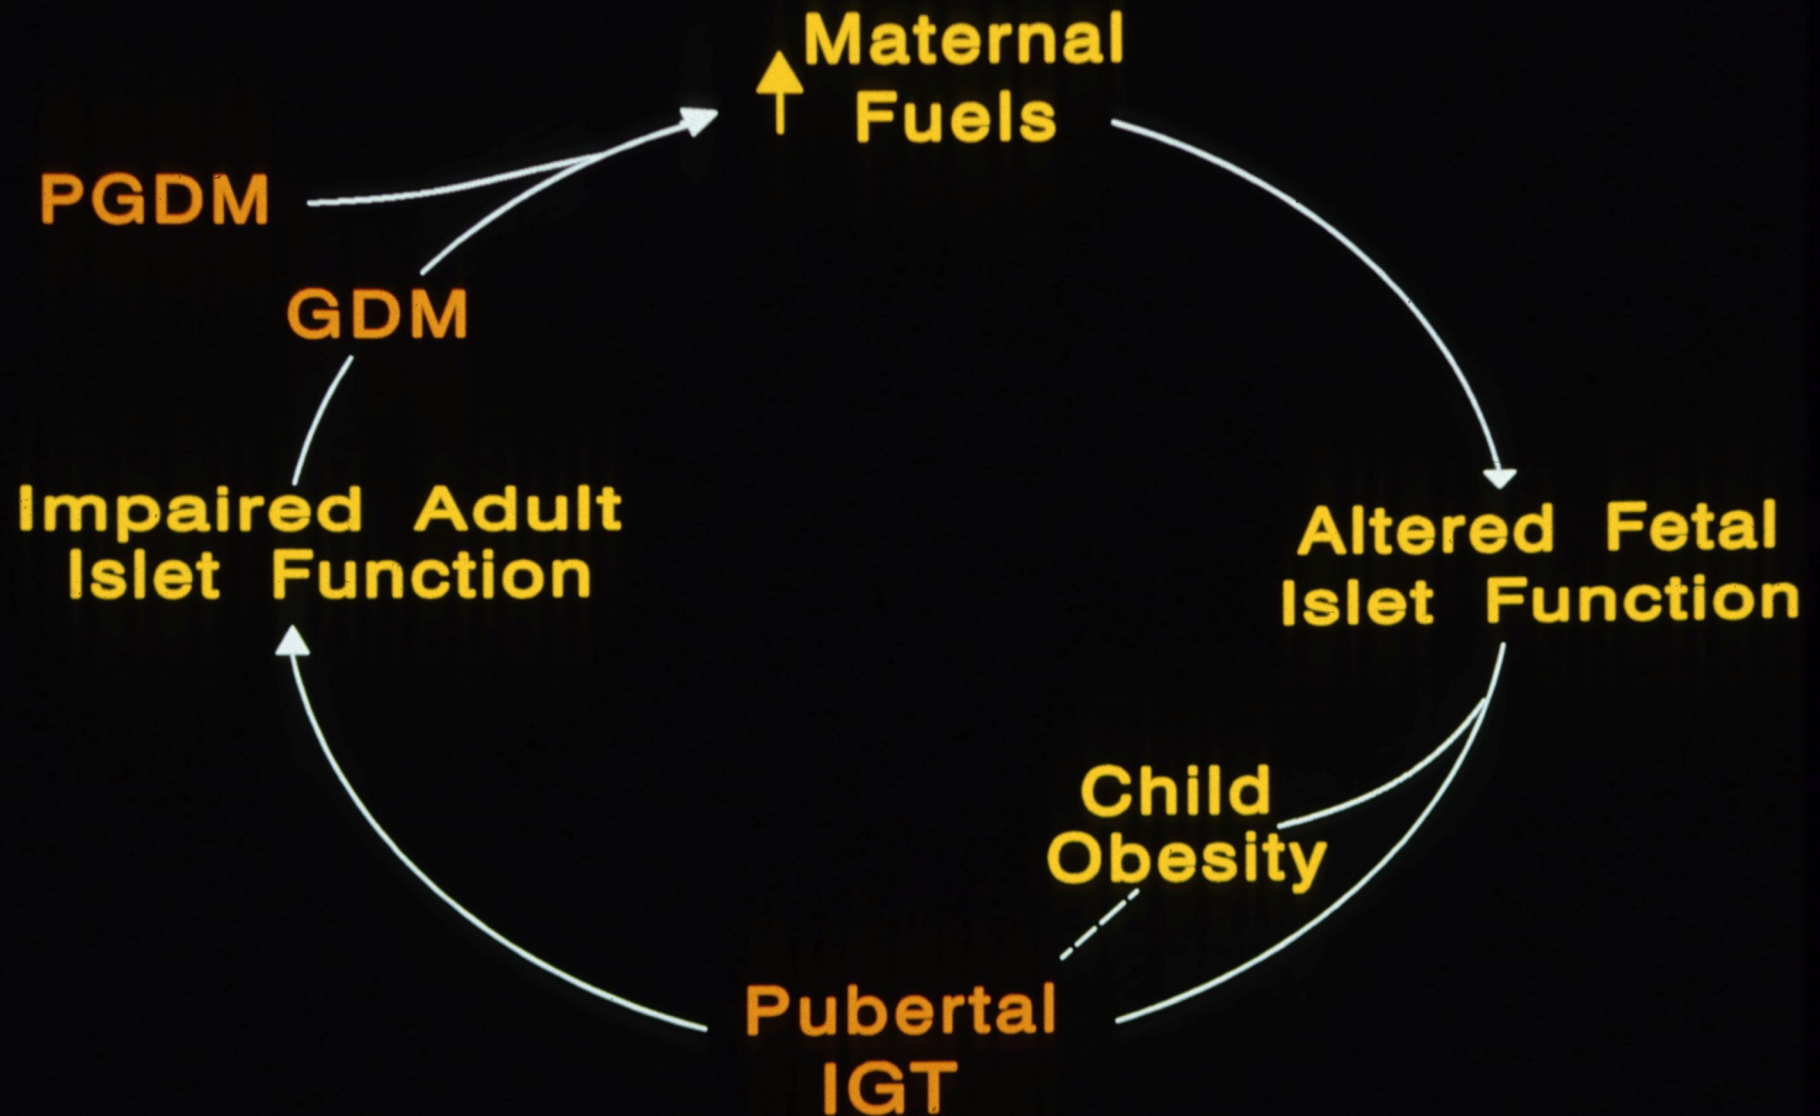 Maternal
Fuels
PGDM
GDM
Impaired Adult
Islet Function
Altered Fetal
Islet Function
Child
Obesity
Pubertal
IGT